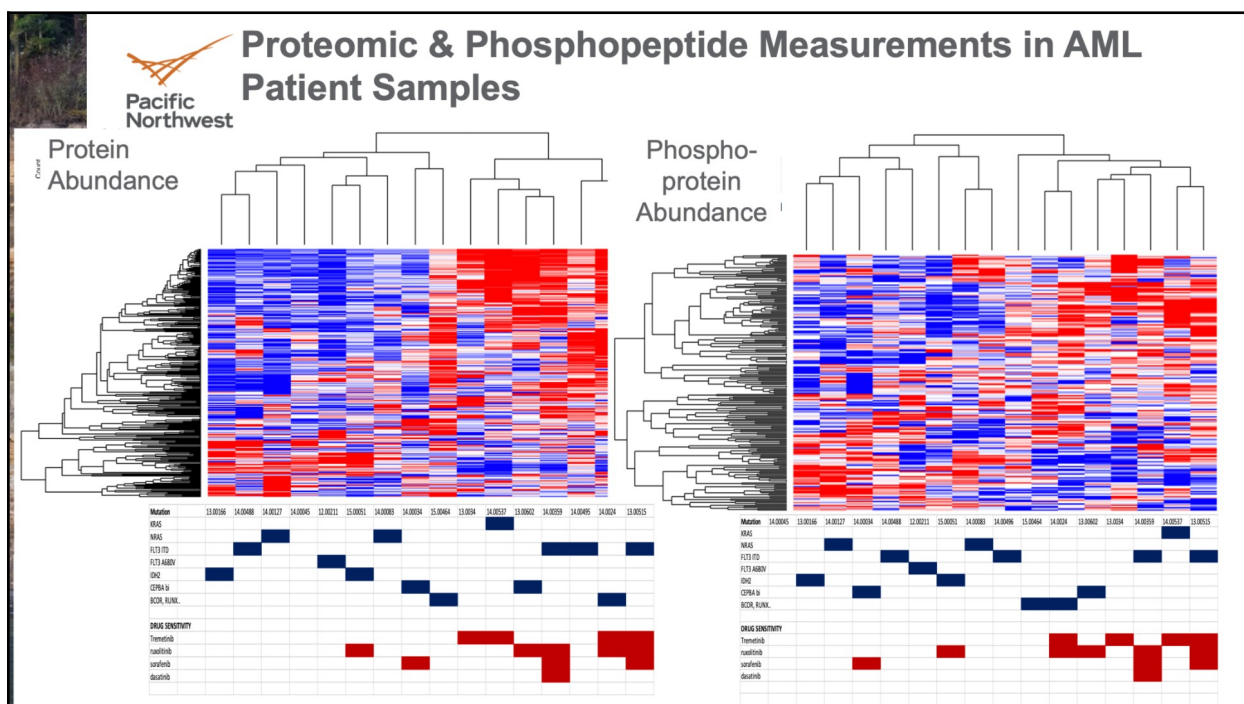 Proteomic & Phosphopeptide Measurements in AML
Patient Samples
Pacific
Northwest
Protein
Abundance
Count
Phospho-
protein
Abundance
Mutation 13.00166 14.00488 14.00127 14.00045 12.00211 15.00051 14.00083 14.00034 15.00464 13.0034 14.00537 13.00602 14.00359 14.00495 14.0024 13.00515
KRAS
NRAS
FLT3 ITD
FLT3 A680V
IDH2
CEPBA bi
BCOR, RUNX..
DRUG SENSITIVITY
Tremetinib
ruxolitinib
sorafenib
dasatinib
Mutation 14.00045 13.00166 14.00127 14.00034 14.00488 12.00211 15.00051 14.00083 14.00496 15.00464 14.0024 13.00602 13.0034 14.00359 14.00537 13.00515
KRAS
NRAS
FLT3 ITD
FLT3 A680V
IDH2
CEPBA bi
BCOR, RUNX..
DRUG SENSITIVITY
Tremetinib
ruxolitinib
sorafenib
dasatinib